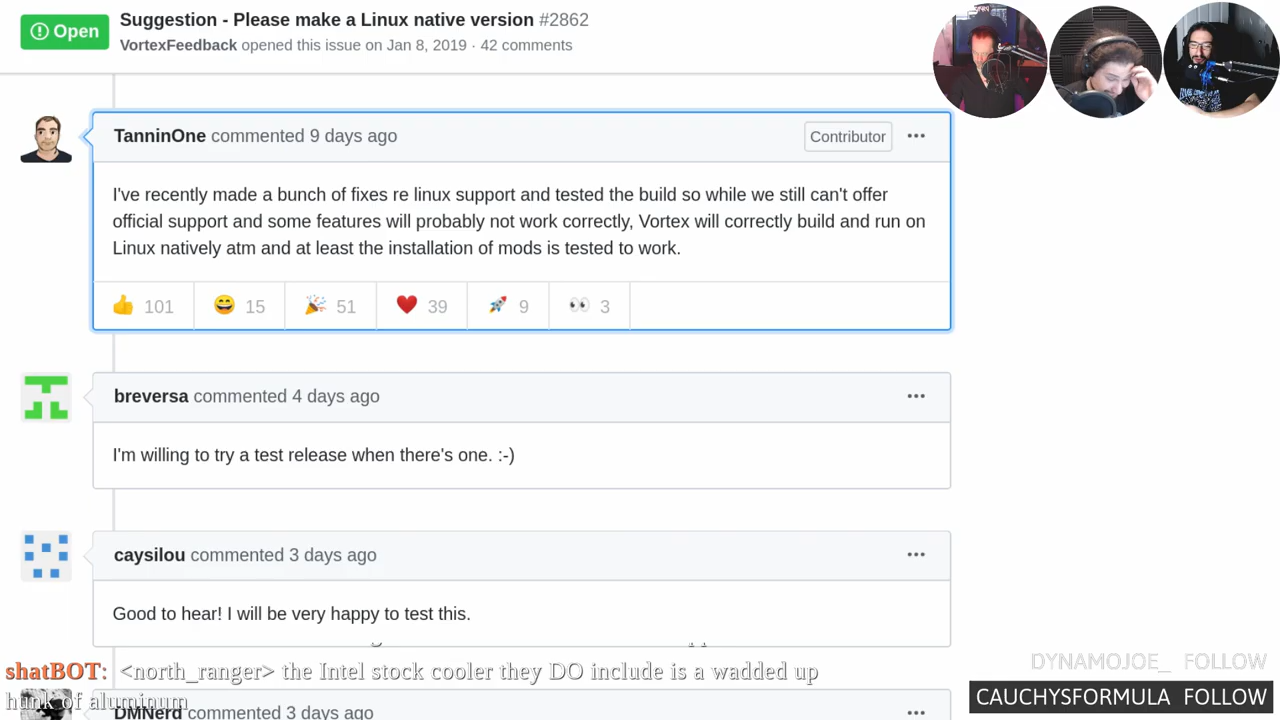 Open
Suggestion - Please make a Linux native version #2862
VortexFeedback opened this issue on Jan 8, 2019 · 42 comments
TanninOne commented 9 days ago
Contributor
I've recently made a bunch of fixes re linux support and tested the build so while we still can't offer
official support and some features will probably not work correctly, Vortex will correctly build and run on
Linux natively atm and at least the installation of mods is tested to work.
👍 101 😄 15 🎉 51 ❤️ 39 🚀 9 👀 3
breversa commented 4 days ago
I'm willing to try a test release when there's one. :-)
caysilou commented 3 days ago
Good to hear! I will be very happy to test this.
shatBOT: <north_ranger> the Intel stock cooler they DO include is a wadded up
hunk of aluminum
DMNerd commented 3 days ago
DYNAMOJOE_ FOLLOW
CAUCHYSFORMULA FOLLOW